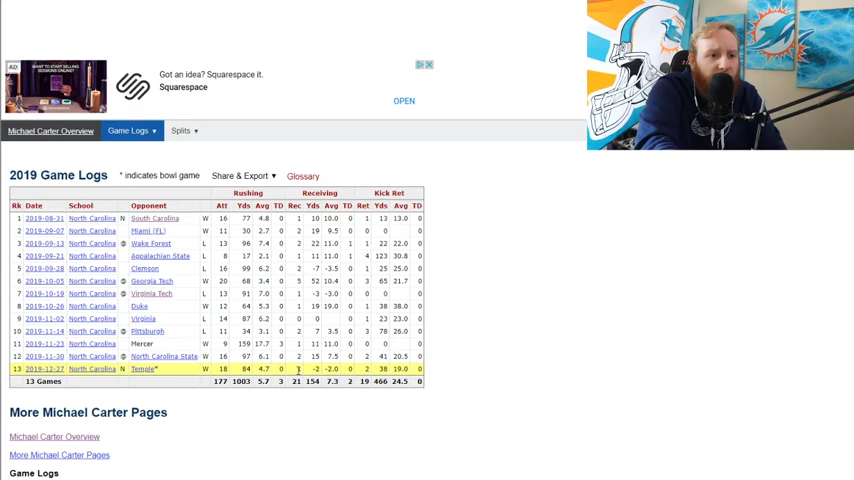 AD
WANT TO START SELLING
SESSIONS ONLINE?
Got an idea? Squarespace it.
Squarespace
OPEN
Michael Carter Overview
Game Logs ▾
Splits ▾
2019 Game Logs * indicates bowl game Share & Export ▼ Glossary
Rushing Receiving Kick Ret
Rk Date School Opponent Att Yds Avg TD Rec Yds Avg TD Ret Yds Avg TD
1 2019-08-31 North Carolina N South Carolina W 16 77 4.8 0 1 10 10.0 0 1 13 13.0 0
2 2019-09-07 North Carolina Miami (FL) W 11 30 2.7 0 2 19 9.5 0 0 0 0
3 2019-09-13 North Carolina @ Wake Forest L 13 96 7.4 0 2 22 11.0 1 1 22 22.0 0
4 2019-09-21 North Carolina Appalachian State L 8 17 2.1 0 1 11 11.0 1 4 123 30.8 0
5 2019-09-28 North Carolina Clemson L 16 99 6.2 0 2 -7 -3.5 0 1 25 25.0 0
6 2019-10-05 North Carolina @ Georgia Tech W 20 68 3.4 0 5 52 10.4 0 3 65 21.7 0
7 2019-10-19 North Carolina @ Virginia Tech L 13 91 7.0 0 1 -3 -3.0 0 0 0 0
8 2019-10-26 North Carolina Duke W 12 64 5.3 0 1 19 19.0 0 1 38 38.0 0
9 2019-11-02 North Carolina Virginia L 14 87 6.2 0 0 0 0 1 23 23.0 0
10 2019-11-14 North Carolina @ Pittsburgh L 11 34 3.1 0 2 7 3.5 0 3 78 26.0 0
11 2019-11-23 North Carolina Mercer W 9 159 17.7 3 1 11 11.0 0 0 0 0
12 2019-11-30 North Carolina @ North Carolina State W 16 97 6.1 0 2 15 7.5 0 2 41 20.5 0
13 2019-12-27 North Carolina N Temple* W 18 84 4.7 0 -2 -2.0 0 2 38 19.0 0
13 Games 177 1003 5.7 3 21 154 7.3 2 19 466 24.5 0
More Michael Carter Pages
Michael Carter Overview
More Michael Carter Pages
Game Logs